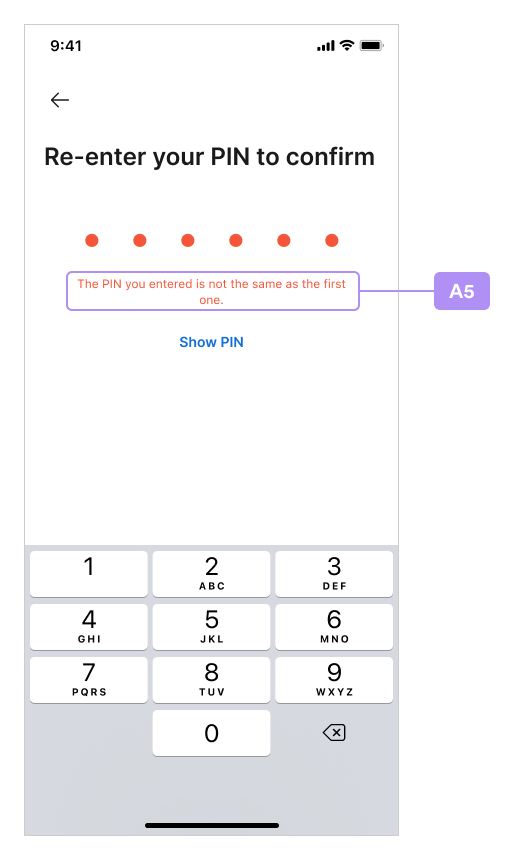 9:41
Re-enter your PIN to confirm
The PIN you entered is not the same as the first
one.
A5
Show PIN
1
2
ABC
3
DEF
4
GHI
5
JKL
6
MNO
7
PQRS
8
TUV
9
WXYZ
0